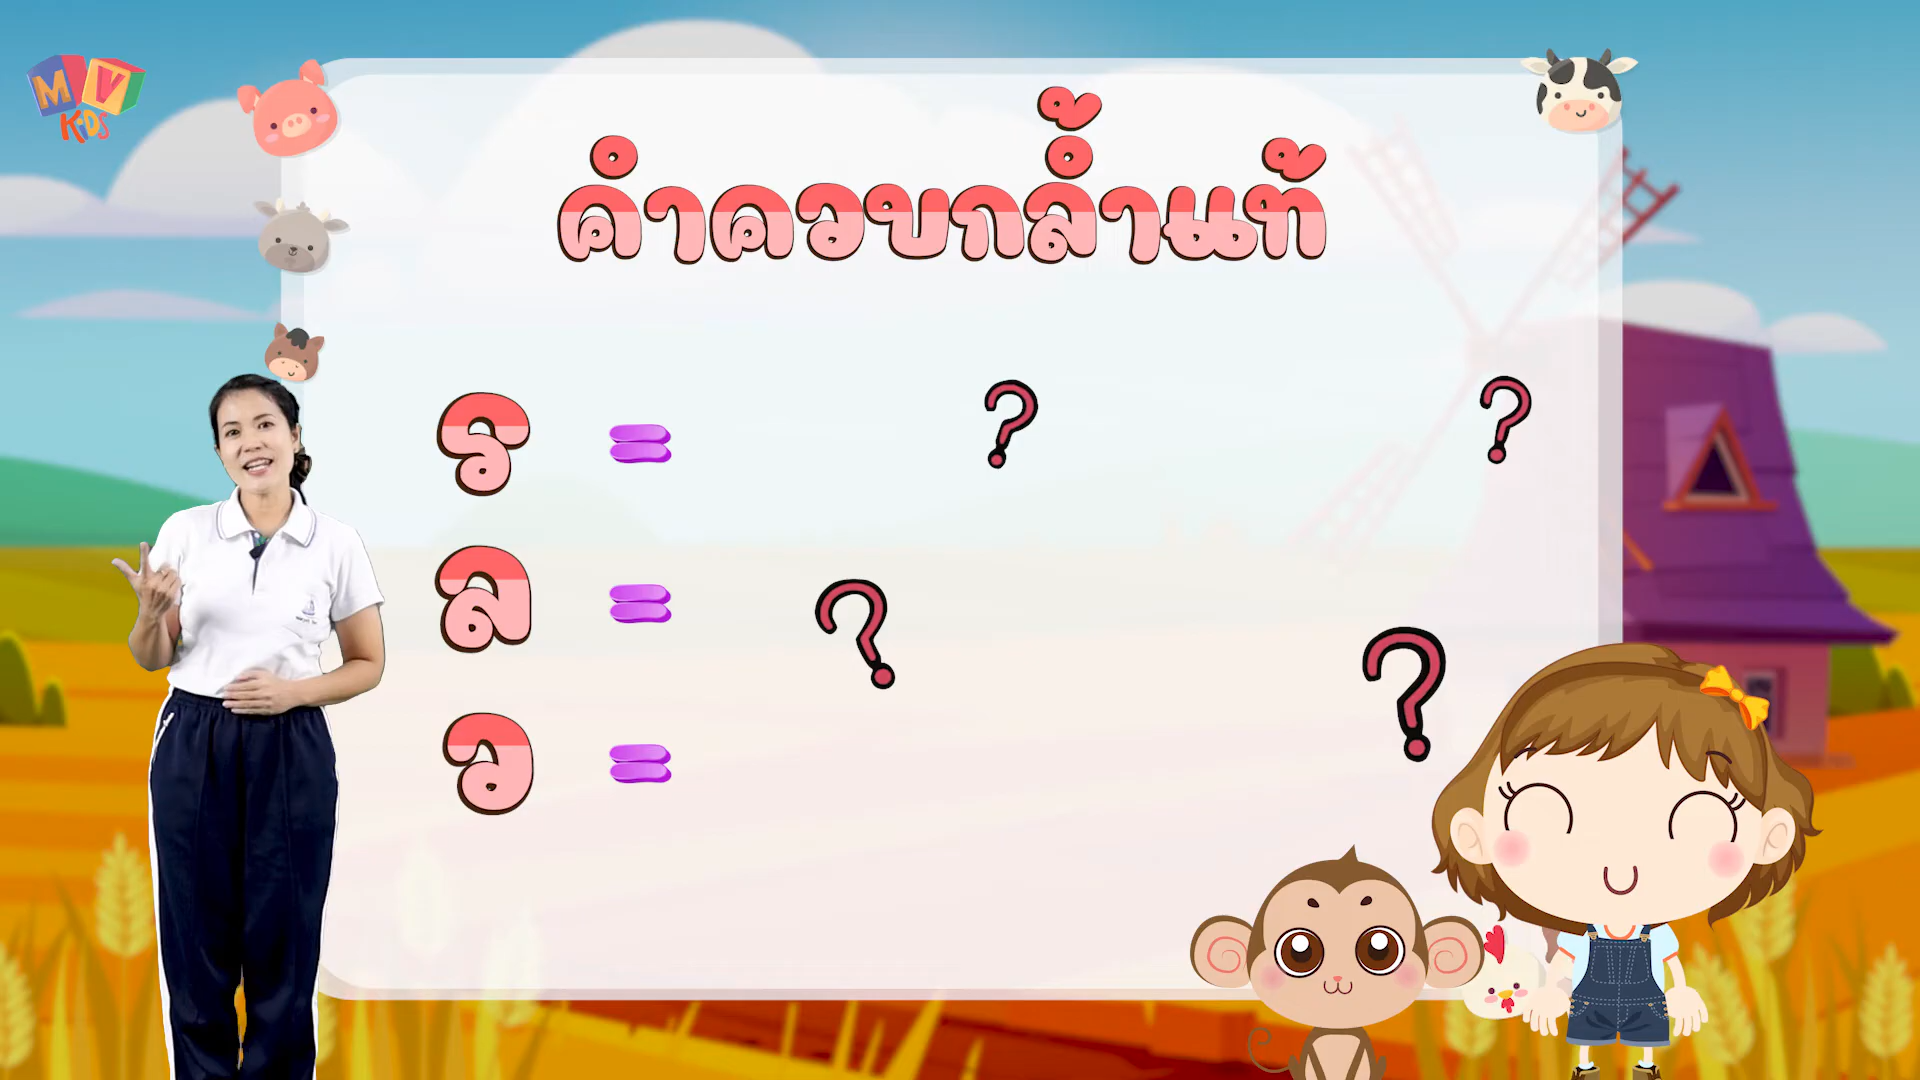 MV
KiDS
คำควบกล้ำแท้
ร = ? ?
ล = ? ?
ว =